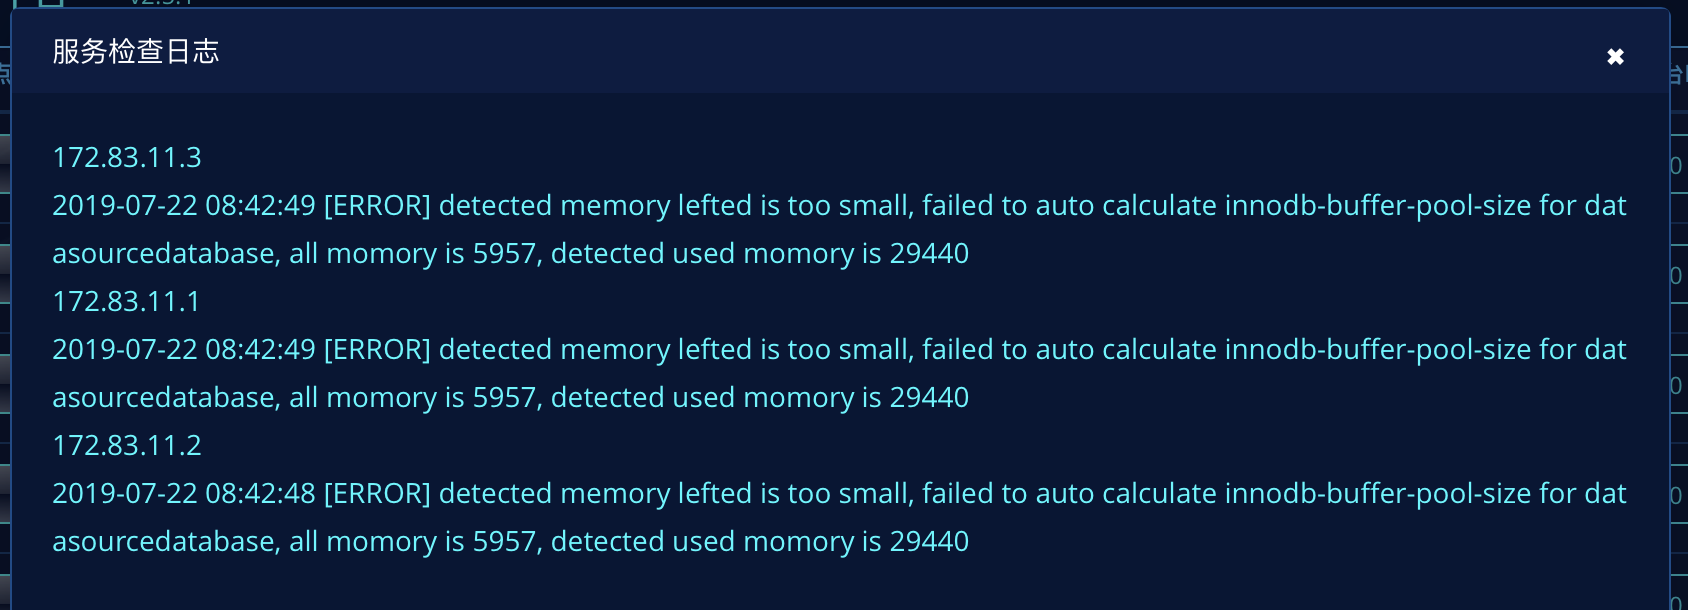 v2.3.1
服务检查日志
✖
172.83.11.3
2019-07-22 08:42:49 [ERROR] detected memory lefted is too small, failed to auto calculate innodb-buffer-pool-size for dat
asourcedatabase, all momory is 5957, detected used momory is 29440
172.83.11.1
2019-07-22 08:42:49 [ERROR] detected memory lefted is too small, failed to auto calculate innodb-buffer-pool-size for dat
asourcedatabase, all momory is 5957, detected used momory is 29440
172.83.11.2
2019-07-22 08:42:48 [ERROR] detected memory lefted is too small, failed to auto calculate innodb-buffer-pool-size for dat
asourcedatabase, all momory is 5957, detected used momory is 29440